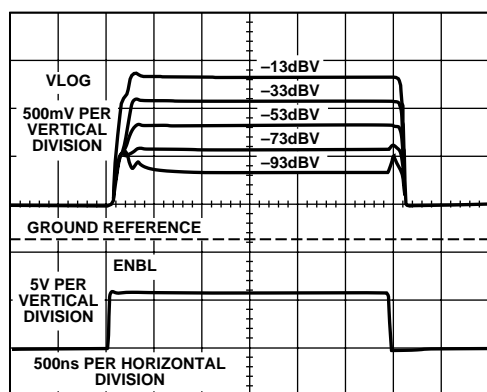 VLOG
500mV PER
VERTICAL
DIVISION
–13dBV
–33dBV
–53dBV
–73dBV
–93dBV
GROUND REFERENCE
ENBL
5V PER
VERTICAL
DIVISION
500ns PER HORIZONTAL
DIVISION